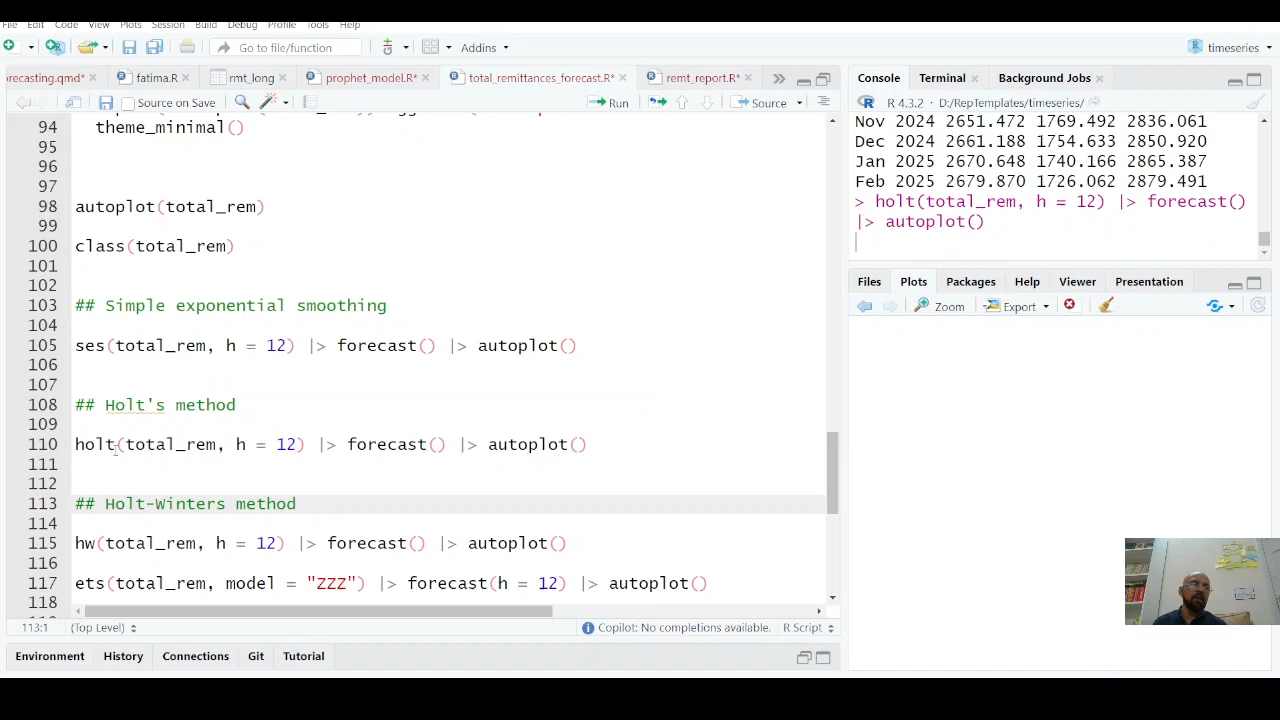 File Edit Code View Plots Session Build Debug Profile Tools Help
Go to file/function Addins timeseries
recasting.qmd* fatima.R rmt_long prophet_model.R* total_remittances_forecast.R* remt_report.R*
Source on Save Run Source
94 theme_minimal()
95
96
97
98 autoplot(total_rem)
99
100 class(total_rem)
101
102
103 ## Simple exponential smoothing
104
105 ses(total_rem, h = 12) |> forecast() |> autoplot()
106
107
108 ## Holt's method
109
110 holt(total_rem, h = 12) |> forecast() |> autoplot()
111
112
113 ## Holt-Winters method
114
115 hw(total_rem, h = 12) |> forecast() |> autoplot()
116
117 ets(total_rem, model = "ZZZ") |> forecast(h = 12) |> autoplot()
118
113:1 (Top Level) Copilot: No completions available. R Script
Environment History Connections Git Tutorial
Console Terminal Background Jobs
R 4.3.2 · D:/RepTemplates/timeseries/
Nov 2024 2651.472 1769.492 2836.061
Dec 2024 2661.188 1754.633 2850.920
Jan 2025 2670.648 1740.166 2865.387
Feb 2025 2679.870 1726.062 2879.491
> holt(total_rem, h = 12) |> forecast()
|> autoplot()
Files Plots Packages Help Viewer Presentation
Zoom Export